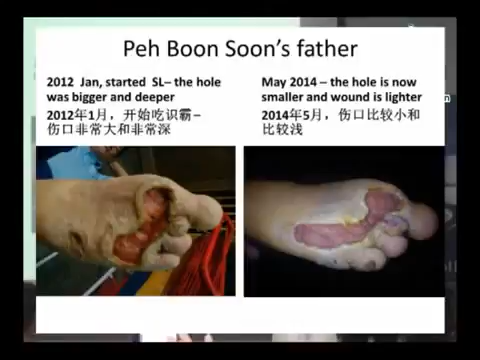 Peh Boon Soon's father
2012 Jan, started SL– the hole
was bigger and deeper
2012年1月，开始吃识霸–
伤口非常大和非常深
May 2014 – the hole is now
smaller and wound is lighter
2014年5月，伤口比较小和
比较浅